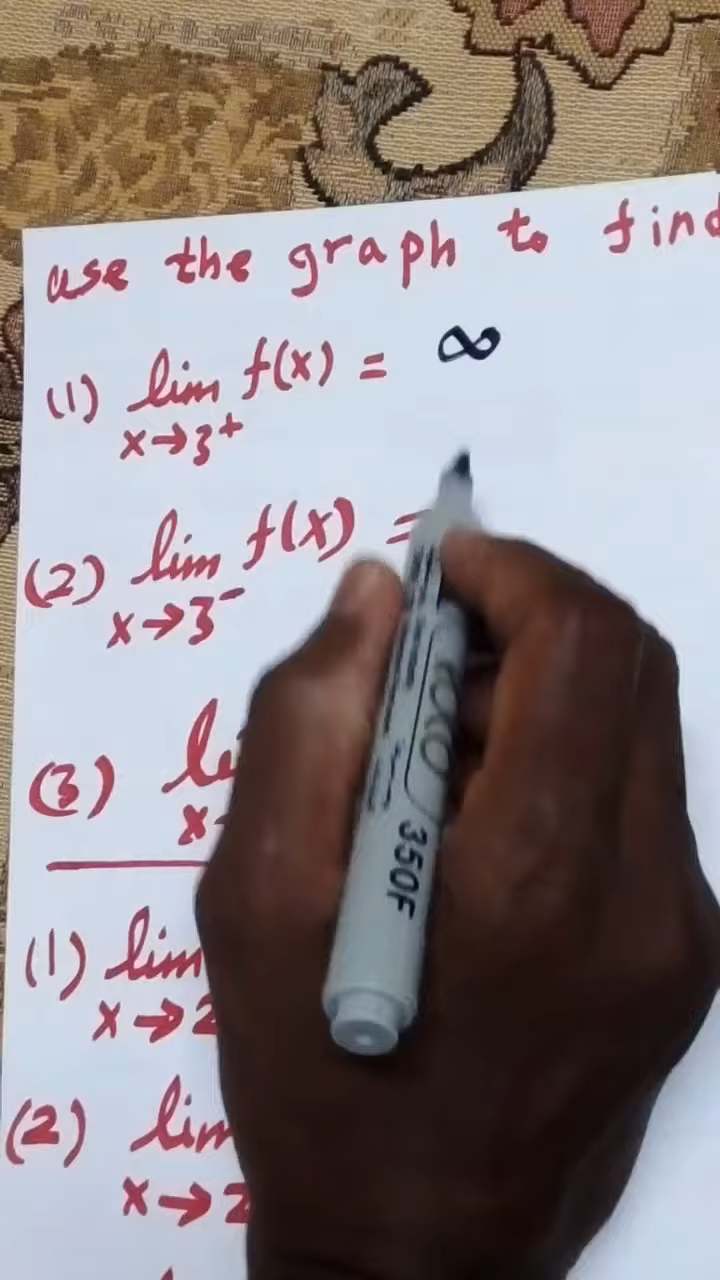 use the graph to find
(1) lim f(x) = ∞
x→3⁺
(2) lim f(x) =
x→3⁻
(3)
(1) lim
x→2
(2) lim
x→2
350F